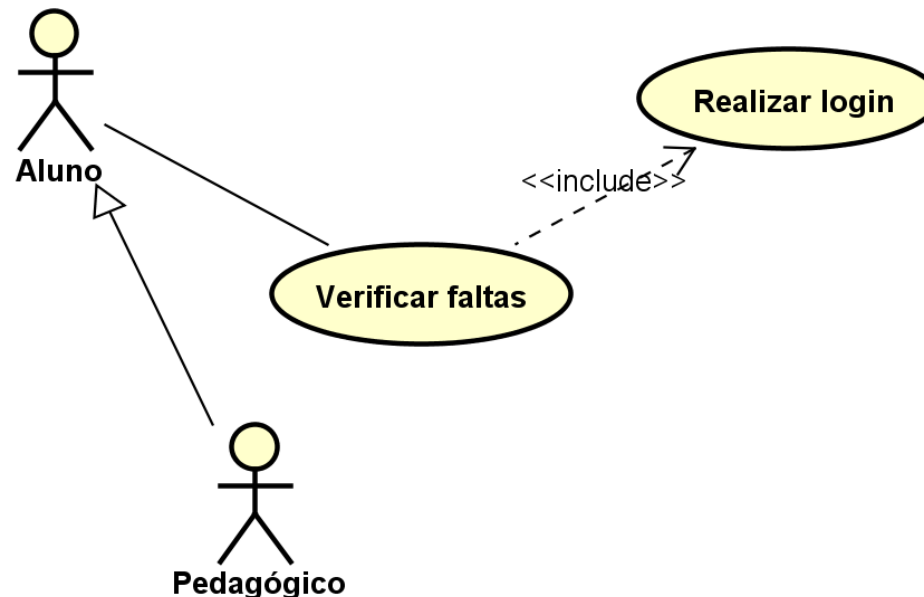 Realizar login
Aluno
<<include>>
Verificar faltas
Pedagógico